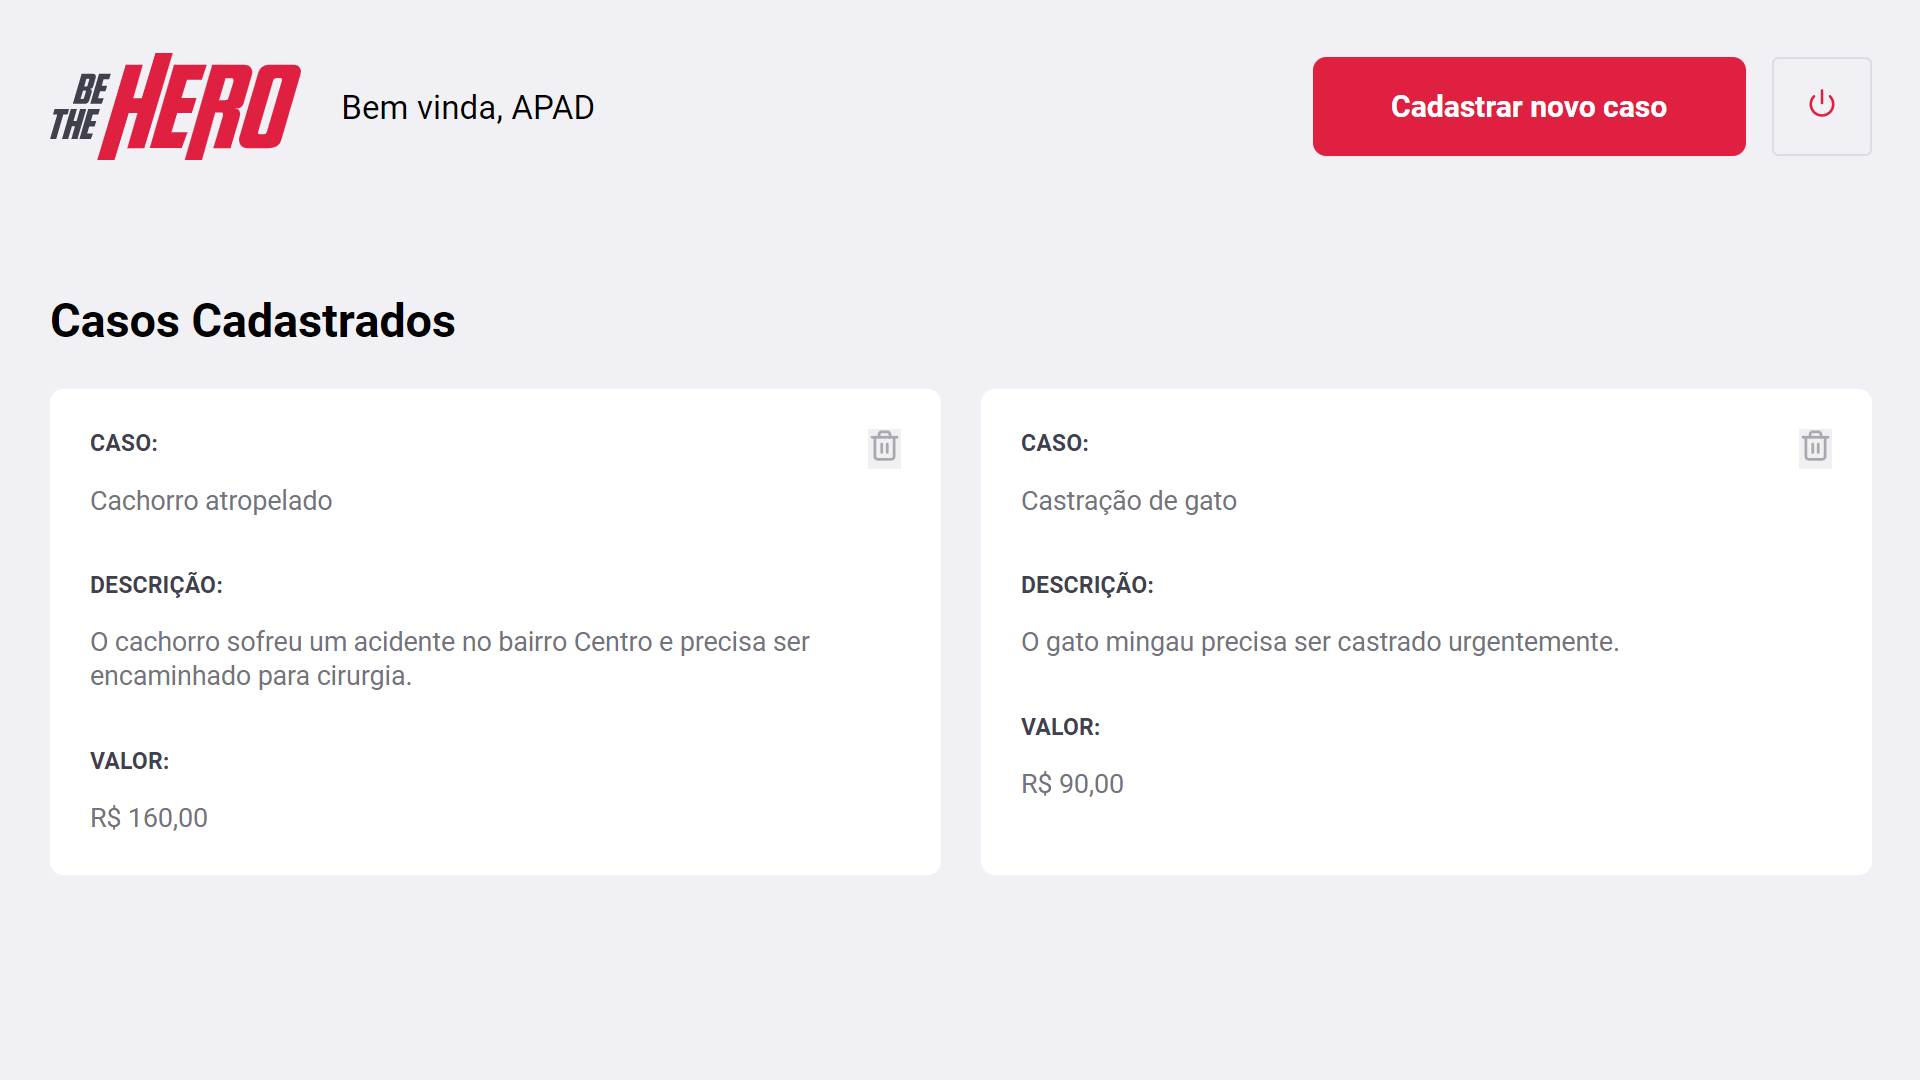 BE THE HERO
Bem vinda, APAD
Cadastrar novo caso
Casos Cadastrados
CASO:
Cachorro atropelado
DESCRIÇÃO:
O cachorro sofreu um acidente no bairro Centro e precisa ser
encaminhado para cirurgia.
VALOR:
R$ 160,00
CASO:
Castração de gato
DESCRIÇÃO:
O gato mingau precisa ser castrado urgentemente.
VALOR:
R$ 90,00